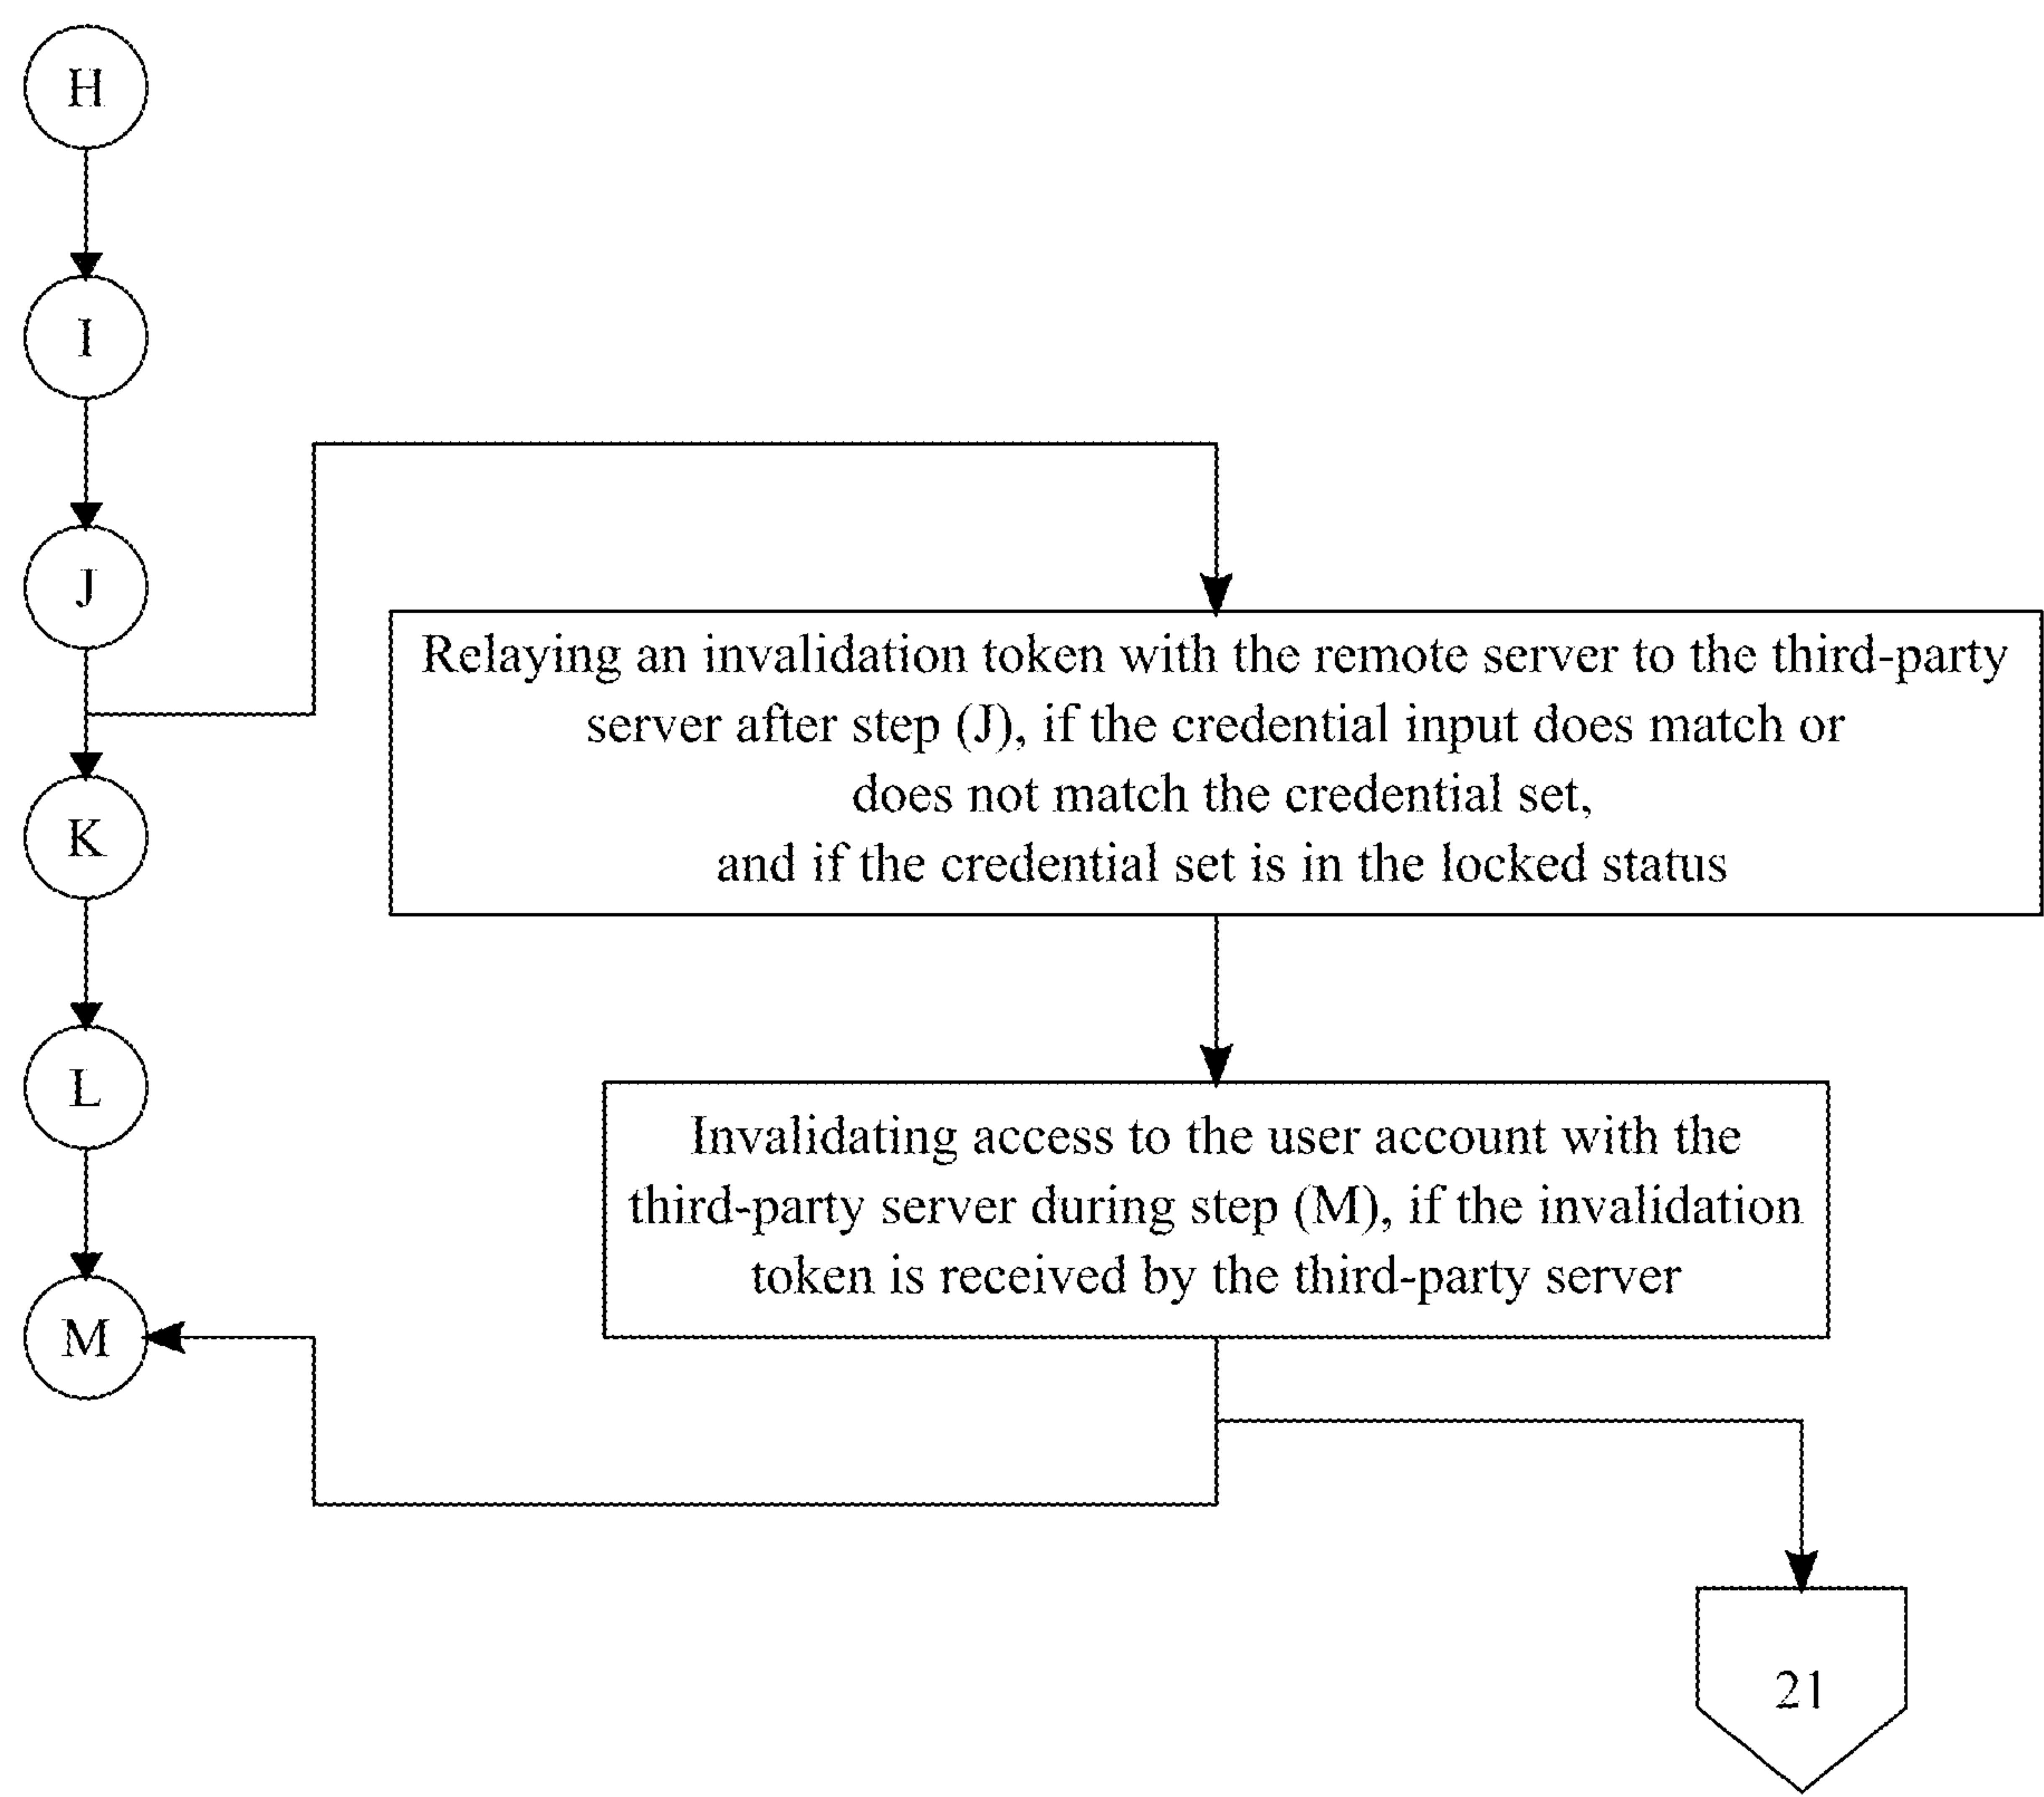 H
I
J
Relaying an invalidation token with the remote server to the third-party
server after step (J), if the credential input does match or
does not match the credential set,
and if the credential set is in the locked status
K
L
Invalidating access to the user account with the
third-party server during step (M), if the invalidation
token is received by the third-party server
M
21